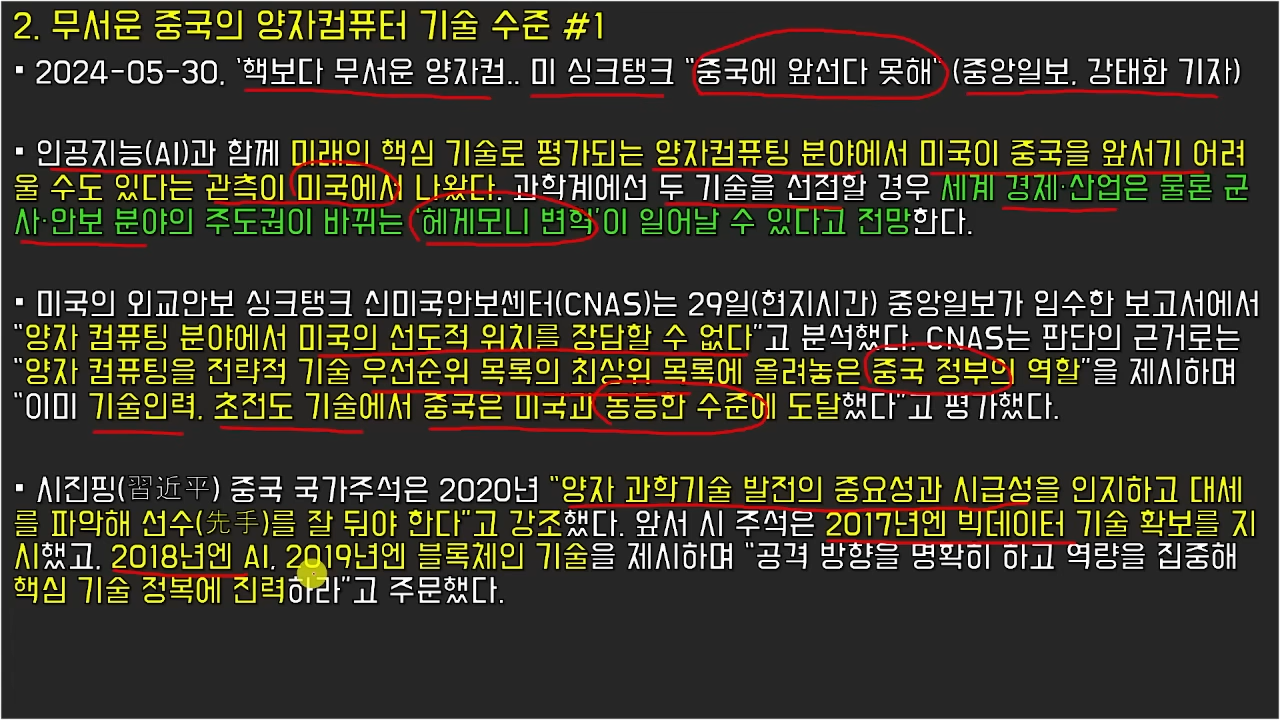 2. 무서운 중국의 양자컴퓨터 기술 수준 #1
▪ 2024-05-30, '핵보다 무서운 양자컴.. 미 싱크탱크 "중국에 앞선다 못해" (중앙일보, 강태화 기자)
▪ 인공지능(AI)과 함께 미래의 핵심 기술로 평가되는 양자컴퓨팅 분야에서 미국이 중국을 앞서기 어려
울 수도 있다는 관측이 미국에서 나왔다. 과학계에선 두 기술을 선점할 경우 세계 경제·산업은 물론 군
사·안보 분야의 주도권이 바뀌는 '헤게모니 변혁'이 일어날 수 있다고 전망한다.
▪ 미국의 외교안보 싱크탱크 신미국안보센터(CNAS)는 29일(현지시간) 중앙일보가 입수한 보고서에서
"양자 컴퓨팅 분야에서 미국의 선도적 위치를 장담할 수 없다"고 분석했다. CNAS는 판단의 근거로는
"양자 컴퓨팅을 전략적 기술 우선순위 목록의 최상위 목록에 올려놓은 중국 정부의 역할"을 제시하며
"이미 기술인력, 초전도 기술에서 중국은 미국과 동등한 수준에 도달했다"고 평가했다.
▪ 시진핑(習近平) 중국 국가주석은 2020년 "양자 과학기술 발전의 중요성과 시급성을 인지하고 대세
를 파악해 선수(先手)를 잘 둬야 한다"고 강조했다. 앞서 시 주석은 2017년엔 빅데이터 기술 확보를 지
시했고, 2018년엔 AI, 2019년엔 블록체인 기술을 제시하며 "공격 방향을 명확히 하고 역량을 집중해
핵심 기술 정복에 진력하라"고 주문했다.